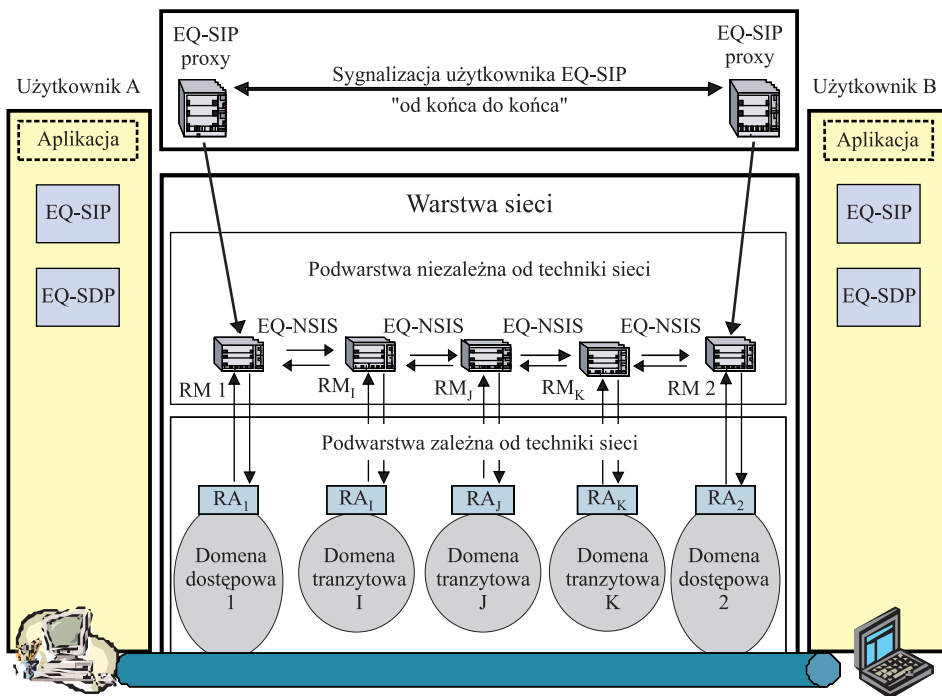 EQ-SIP
proxy
EQ-SIP
proxy
Sygnalizacja użytkownika EQ-SIP
"od końca do końca"
Użytkownik A
Użytkownik B
Aplikacja
Aplikacja
EQ-SIP
EQ-SIP
EQ-SDP
EQ-SDP
Warstwa sieci
Podwarstwa niezależna od techniki sieci
EQ-NSIS
EQ-NSIS
EQ-NSIS
EQ-NSIS
RM 1
RMI
RMJ
RMK
RM 2
Podwarstwa zależna od techniki sieci
RA1
RAI
RAJ
RAK
RA2
Domena
dostępowa
1
Domena
tranzytowa
I
Domena
tranzytowa
J
Domena
tranzytowa
K
Domena
dostępowa
2